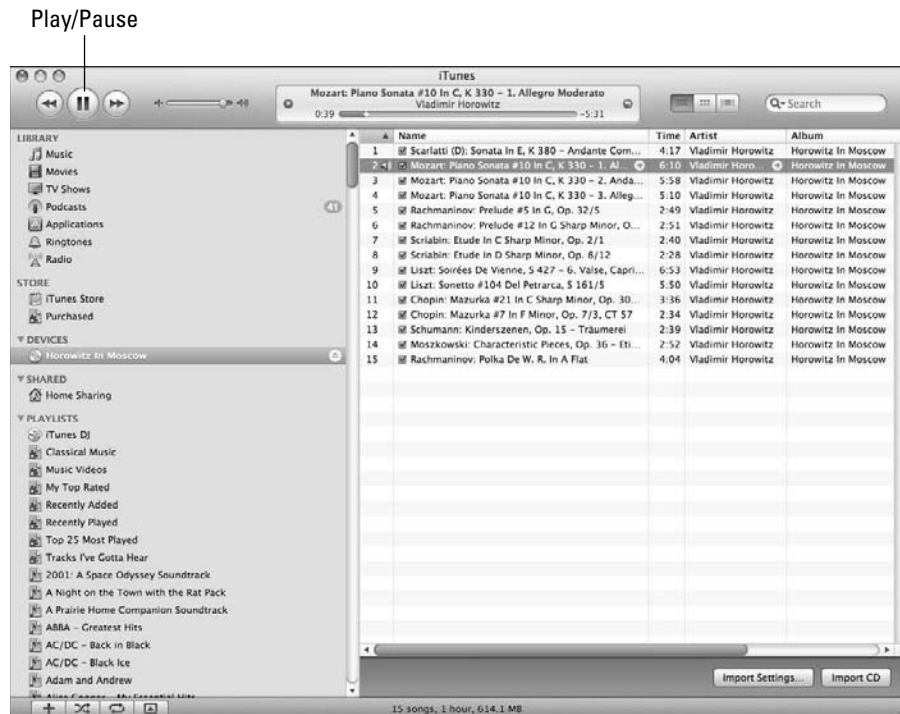 Play/Pause
iTunes
Mozart: Piano Sonata #10 In C, K 330 – 1. Allegro Moderato
Vladimir Horowitz
0:39 -5:31
Search
LIBRARY
Music
Movies
TV Shows
Podcasts 41
Applications
Ringtones
Radio
STORE
iTunes Store
Purchased
DEVICES
Horowitz In Moscow
SHARED
Home Sharing
PLAYLISTS
iTunes DJ
Classical Music
Music Videos
My Top Rated
Recently Added
Recently Played
Top 25 Most Played
Tracks I've Gotta Hear
2001: A Space Odyssey Soundtrack
A Night on the Town with the Rat Pack
A Prairie Home Companion Soundtrack
ABBA – Greatest Hits
AC/DC – Back in Black
AC/DC – Black Ice
Adam and Andrew
Name Time Artist Album
1 Scarlatti (D): Sonata In E, K 380 – Andante Com... 4:17 Vladimir Horowitz Horowitz In Moscow
2 Mozart: Piano Sonata #10 In C, K 330 – 1. Al... 6:10 Vladimir Horo... Horowitz In Moscow
3 Mozart: Piano Sonata #10 In C, K 330 – 2. Anda... 5:58 Vladimir Horowitz Horowitz In Moscow
4 Mozart: Piano Sonata #10 In C, K 330 – 3. Alleg... 5:10 Vladimir Horowitz Horowitz In Moscow
5 Rachmaninov: Prelude #5 In G, Op. 32/5 2:49 Vladimir Horowitz Horowitz In Moscow
6 Rachmaninov: Prelude #12 In G Sharp Minor, O... 2:51 Vladimir Horowitz Horowitz In Moscow
7 Scriabin: Etude In C Sharp Minor, Op. 2/1 2:40 Vladimir Horowitz Horowitz In Moscow
8 Scriabin: Etude In D Sharp Minor, Op. 8/12 2:28 Vladimir Horowitz Horowitz In Moscow
9 Liszt: Soirées De Vienne, S 427 – 6. Valse, Capri... 6:53 Vladimir Horowitz Horowitz In Moscow
10 Liszt: Sonetto #104 Del Petrarca, S 161/5 5:50 Vladimir Horowitz Horowitz In Moscow
11 Chopin: Mazurka #21 In C Sharp Minor, Op. 30... 3:36 Vladimir Horowitz Horowitz In Moscow
12 Chopin: Mazurka #7 In F Minor, Op. 7/3, CT 57 2:34 Vladimir Horowitz Horowitz In Moscow
13 Schumann: Kinderszenen, Op. 15 – Träumerei 2:39 Vladimir Horowitz Horowitz In Moscow
14 Moszkowski: Characteristic Pieces, Op. 36 – Eti... 2:52 Vladimir Horowitz Horowitz In Moscow
15 Rachmaninov: Polka De W. R. In A Flat 4:04 Vladimir Horowitz Horowitz In Moscow
Import Settings... Import CD
15 songs, 1 hour, 614.1 MB